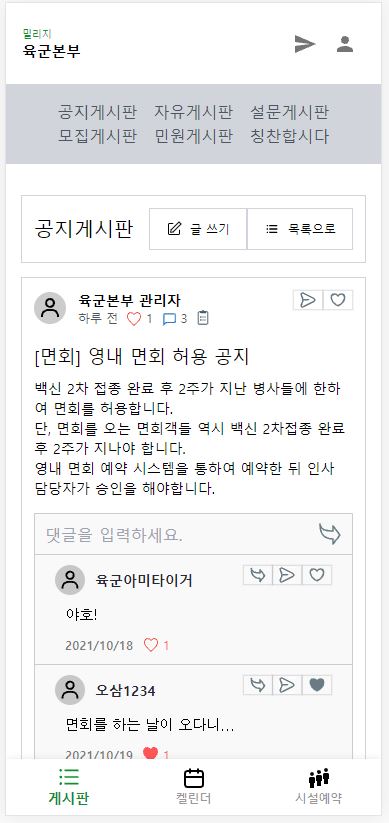 밀리지
육군본부
공지게시판 자유게시판 설문게시판
모집게시판 민원게시판 칭찬합시다
공지게시판 글 쓰기 목록으로
육군본부 관리자
하루 전 1 3
[면회] 영내 면회 허용 공지
백신 2차 접종 완료 후 2주가 지난 병사들에 한하
여 면회를 허용합니다.
단, 면회를 오는 면회객들 역시 백신 2차접종 완료
후 2주가 지나야 합니다.
영내 면회 예약 시스템을 통하여 예약한 뒤 인사
담당자가 승인을 해야합니다.
댓글을 입력하세요.
육군아미타이거
야호!
2021/10/18 1
오삼1234
면회를 하는 날이 오다니...
2021/10/19 1
게시판 켈린더 시설예약